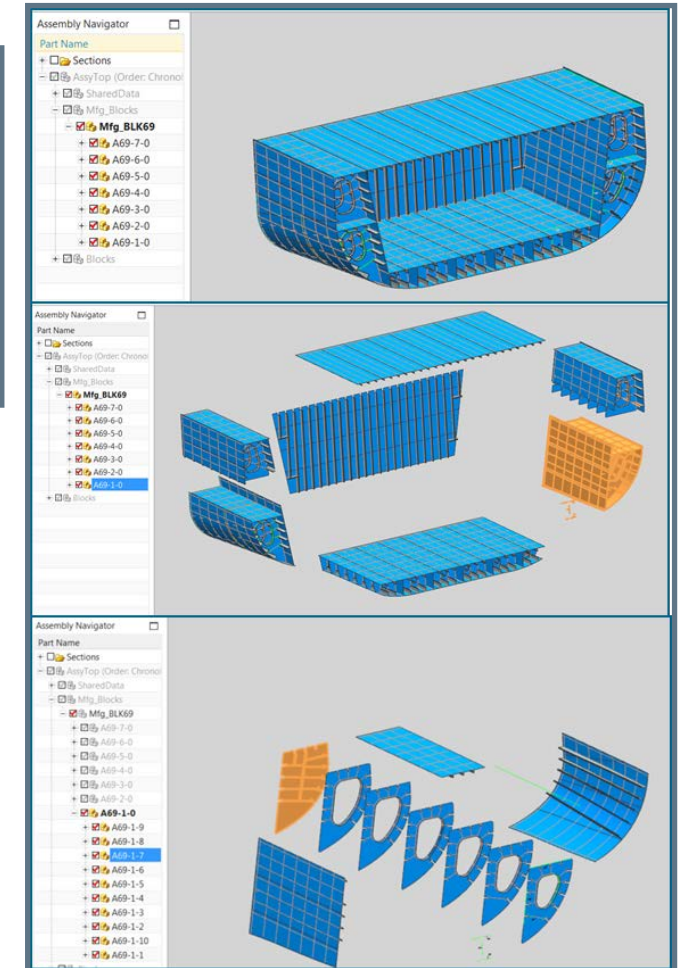 Assembly Navigator
Part Name
Sections
AssyTop (Order: Chronol
SharedData
Mfg_Blocks
Mfg_BLK69
A69-7-0
A69-6-0
A69-5-0
A69-4-0
A69-3-0
A69-2-0
A69-1-0
Blocks
Assembly Navigator
Part Name
Sections
AssyTop (Order: Chrono
SharedData
Mfg_Blocks
Mfg_BLK69
A69-7-0
A69-6-0
A69-5-0
A69-4-0
A69-3-0
A69-2-0
A69-1-0
Blocks
Assembly Navigator
Part Name
Sections
AssyTop (Order: Chronol
SharedData
Mfg_Blocks
Mfg_BLK69
A69-7-0
A69-6-0
A69-5-0
A69-4-0
A69-3-0
A69-2-0
A69-1-0
A69-1-9
A69-1-8
A69-1-7
A69-1-6
A69-1-5
A69-1-4
A69-1-3
A69-1-2
A69-1-10
A69-1-1